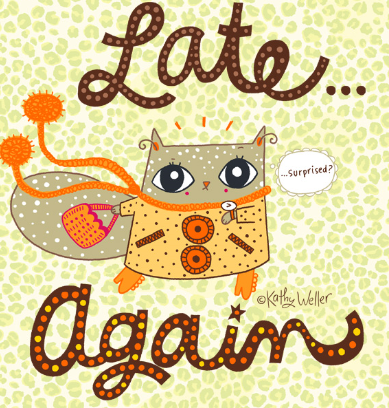 Late...
...surprised?
©Kathy Weller
Again